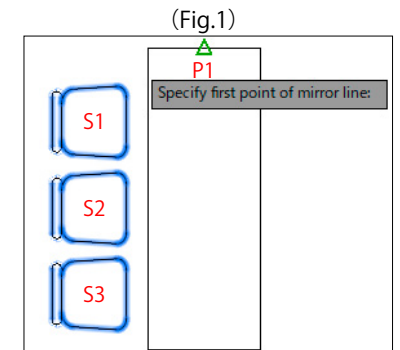 (Fig.1)
P1
Specify first point of mirror line:
S1
S2
S3